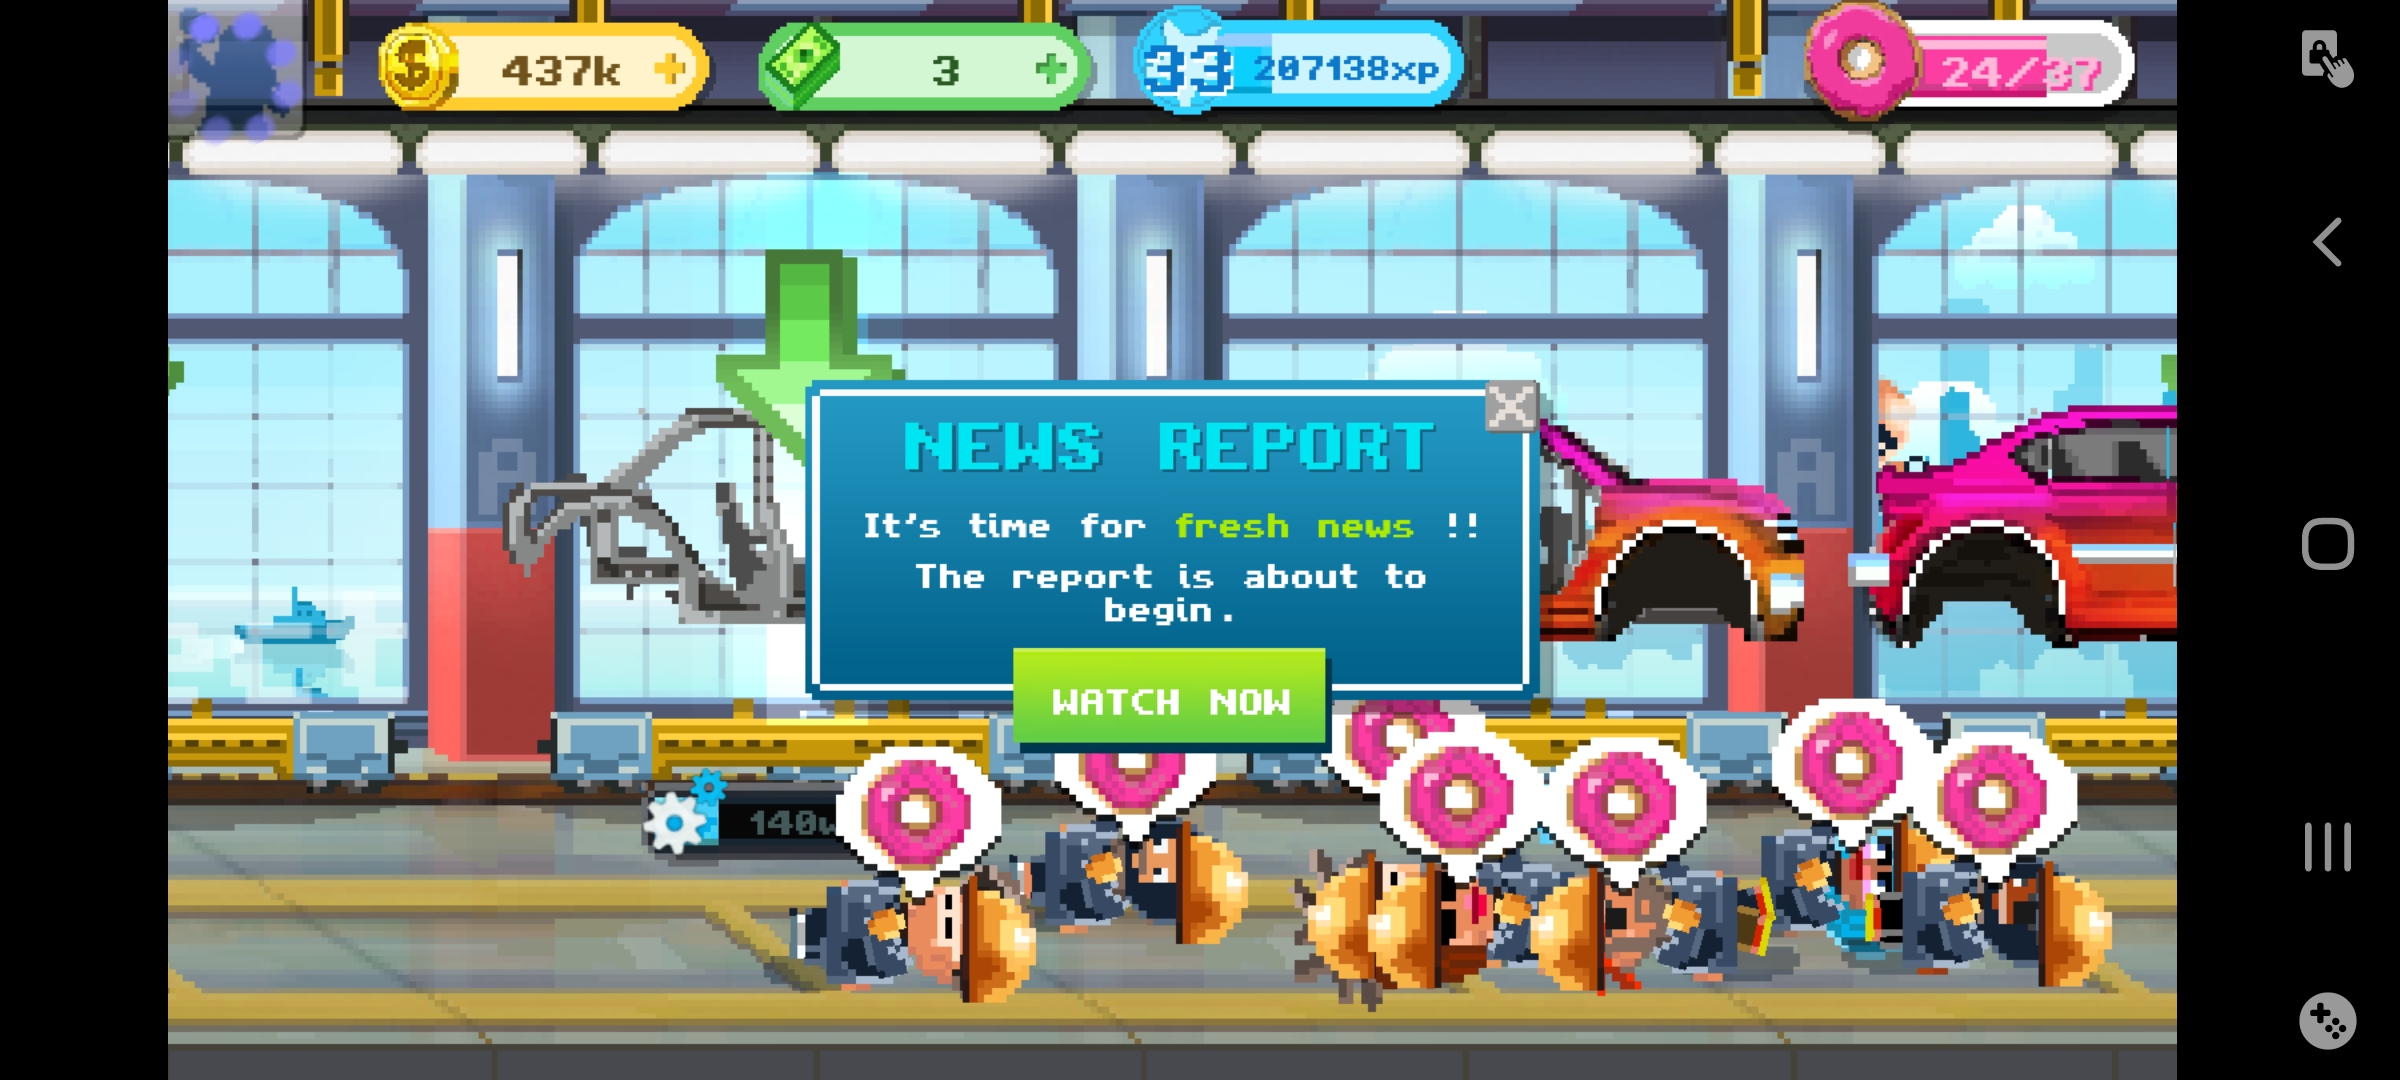 437k
3
33
207138xp
24/37
NEWS REPORT
It's time for fresh news !!
The report is about to
begin.
WATCH NOW